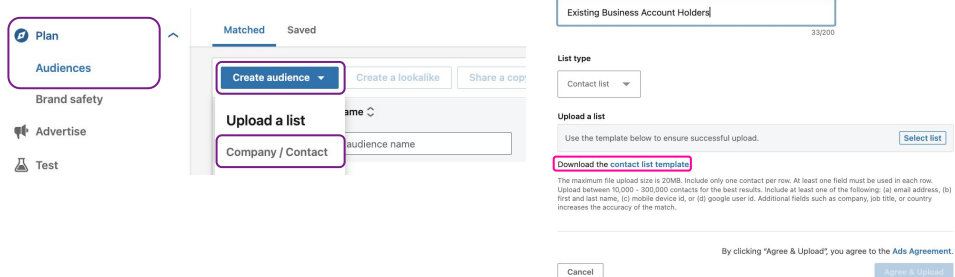 Plan
Audiences
Brand safety
Advertise
Test
Matched Saved
Create audience Create a lookalike Share a copy
Upload a list
ame
Company / Contact
audience name
Existing Business Account Holders
33/200
List type
Contact list
Upload a list
Use the template below to ensure successful upload. Select list
Download the contact list template
The maximum file upload size is 20MB. Include only one contact per row. At least one field must be used in each row.
Upload between 10,000 - 300,000 contacts for the best results. Include at least one of the following: (a) email address, (b)
first and last name, (c) mobile device id, or (d) google user id. Additional fields such as company, job title, or country
increases the accuracy of the match.
By clicking "Agree & Upload", you agree to the Ads Agreement.
Cancel Agree & Upload